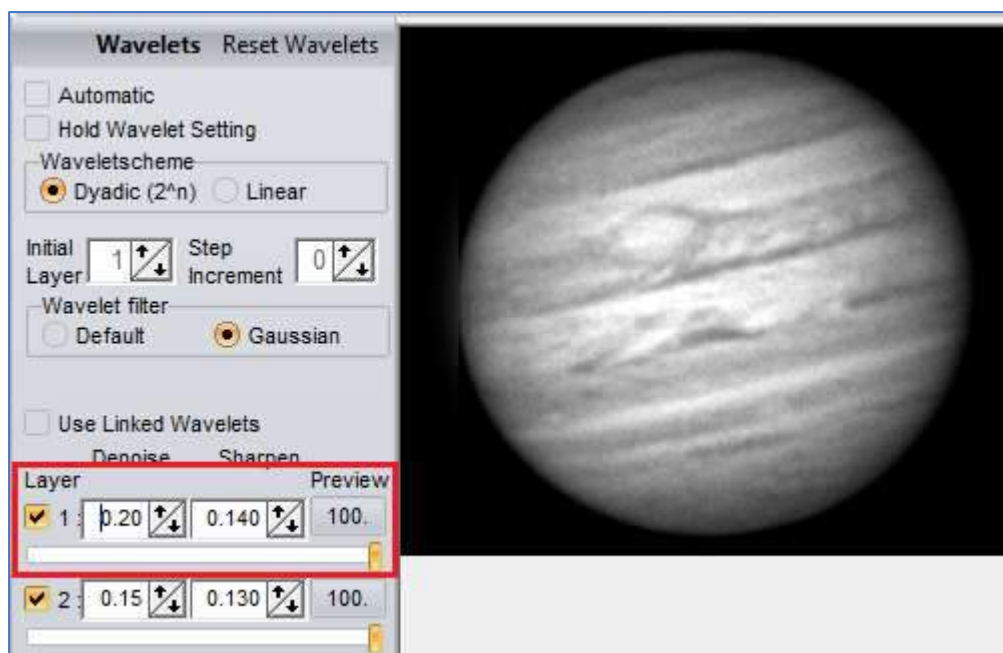 Wavelets Reset Wavelets
Automatic
Hold Wavelet Setting
Waveletscheme
Dyadic (2^n) Linear
Initial Layer 1 Step Increment 0
Wavelet filter
Default Gaussian
Use Linked Wavelets
Denoise Sharpen
Layer Preview
1 : 0.20 0.140 100.
2 : 0.15 0.130 100.